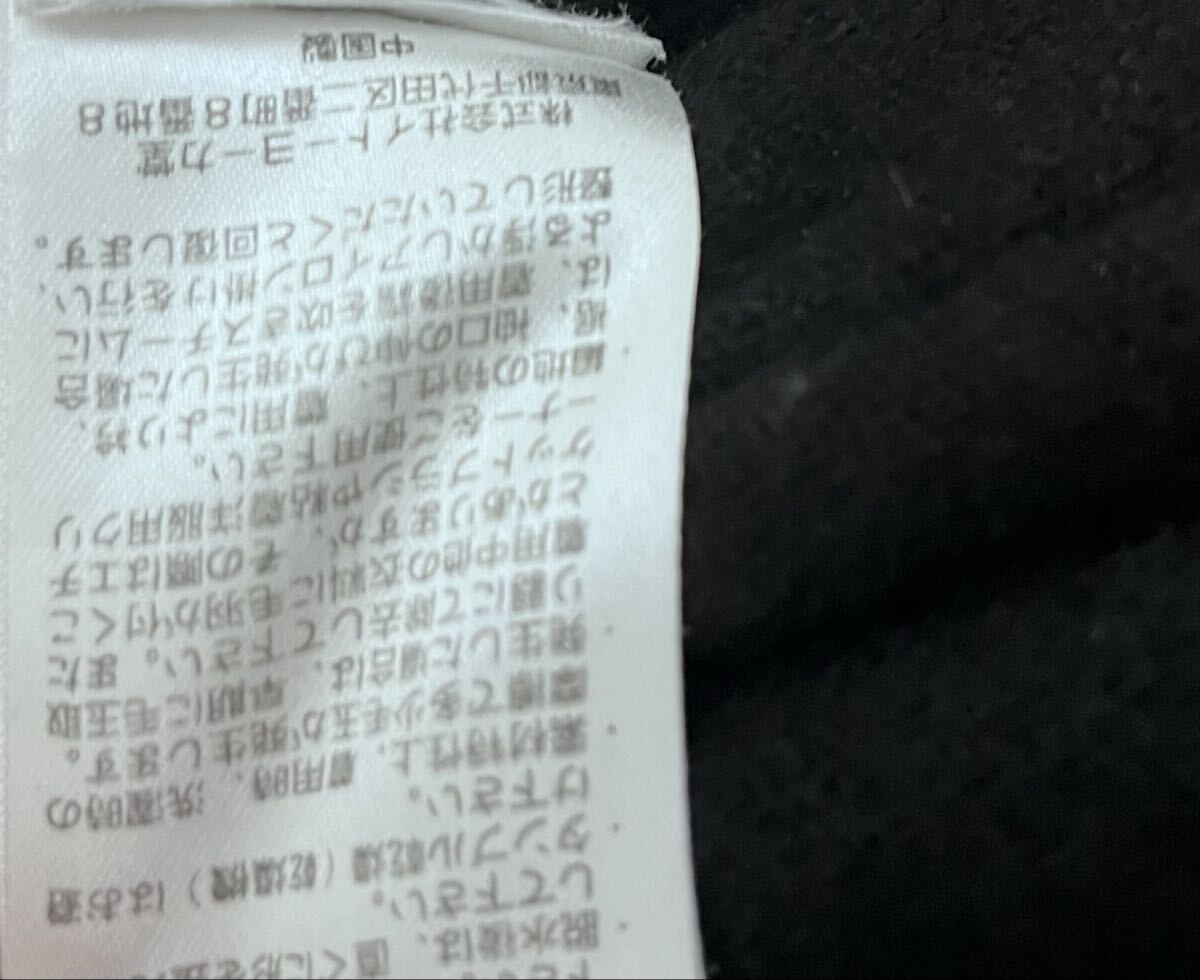 ・脱水後は、直ぐに形を整
して下さい。
・タンブル乾燥（乾燥機）はお避
け下さい。
・素材特性上、着用時、洗濯時の
摩擦で多少毛玉が発生します。
発生した場合は、早期に毛玉取
り器にて除去して下さい。また
着用中他の衣料に毛羽が付くこ
とがありますが、その際はエチ
ケットブラシや粘着洋服用クリ
ーナーをご使用下さい。
・編地の特性上、着用により衿、
裾、袖口の伸びが発生した場合
は、着用後霧を吹きスチームに
よる浮かしアイロン掛けを行い、
整形していただくと回復します。
株式会社イトーヨーカ堂
東京都千代田区二番町8番地8
中国製